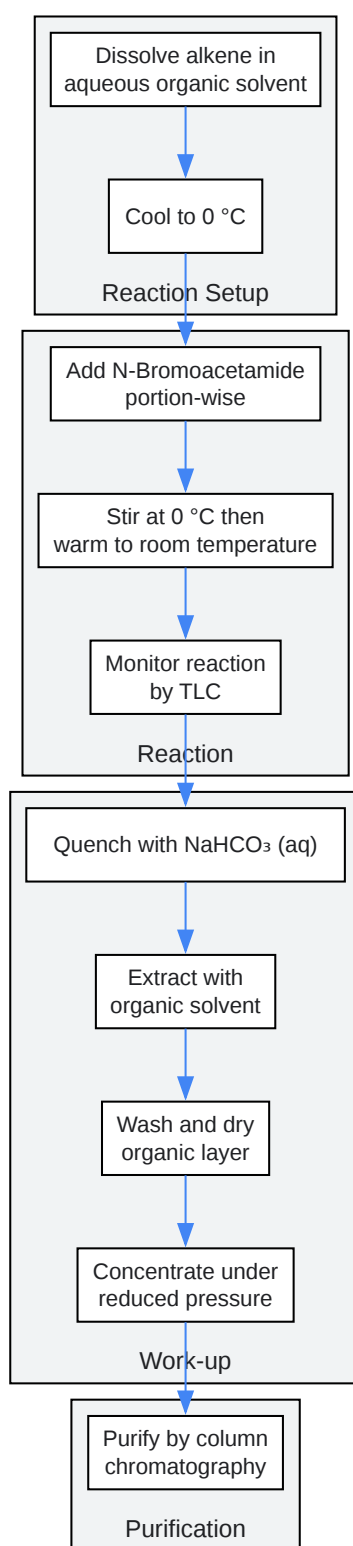 Dissolve alkene in
aqueous organic solvent
Cool to 0 °C
Reaction Setup
Add N-Bromoacetamide
portion-wise
Stir at 0 °C then
warm to room temperature
Monitor reaction
by TLC
Reaction
Quench with NaHCO₃ (aq)
Extract with
organic solvent
Wash and dry
organic layer
Concentrate under
reduced pressure
Work-up
Purify by column
chromatography
Purification